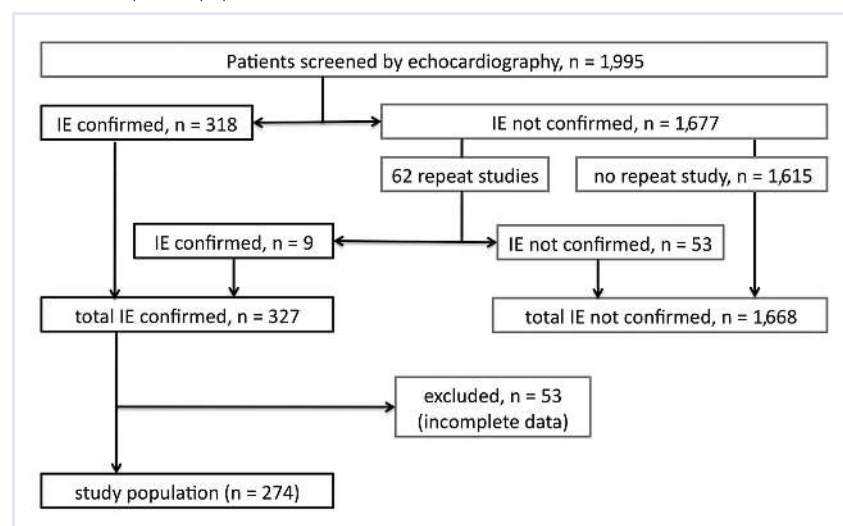 Patients screened by echocardiography, n = 1,995
IE confirmed, n = 318
IE not confirmed, n = 1,677
62 repeat studies
no repeat study, n = 1,615
IE confirmed, n = 9
IE not confirmed, n = 53
total IE confirmed, n = 327
total IE not confirmed, n = 1,668
excluded, n = 53
(incomplete data)
study population (n = 274)